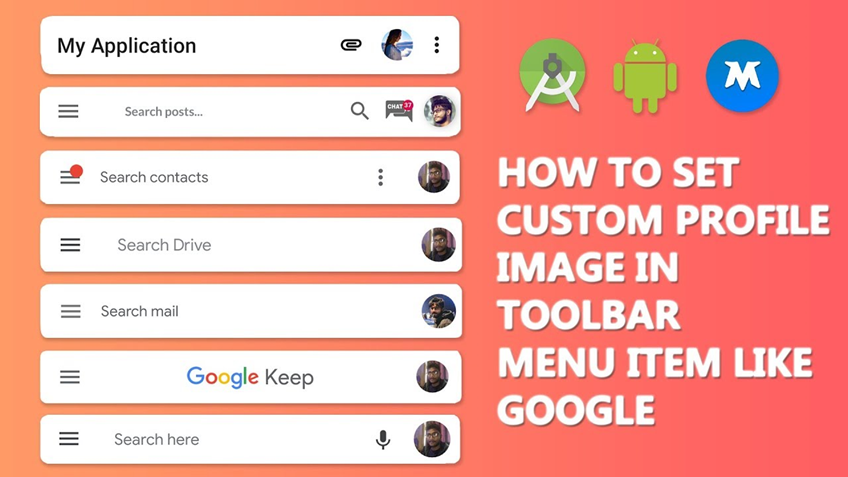 My Application
Search posts...
CHAT 37
Search contacts
Search Drive
Search mail
Google Keep
Search here
M
HOW TO SET
CUSTOM PROFILE
IMAGE IN
TOOLBAR
MENU ITEM LIKE
GOOGLE